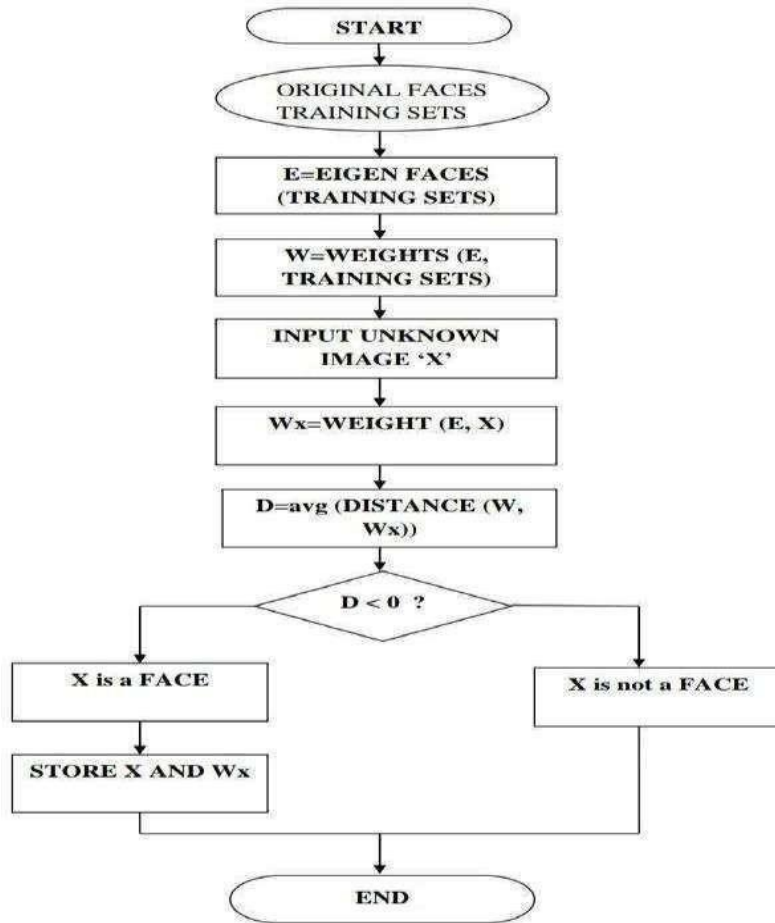 START
ORIGINAL FACES
TRAINING SETS
E=EIGEN FACES
(TRAINING SETS)
W=WEIGHTS (E,
TRAINING SETS)
INPUT UNKNOWN
IMAGE ‘X’
Wx=WEIGHT (E, X)
D=avg (DISTANCE (W,
Wx))
D < 0 ?
X is a FACE
X is not a FACE
STORE X AND Wx
END